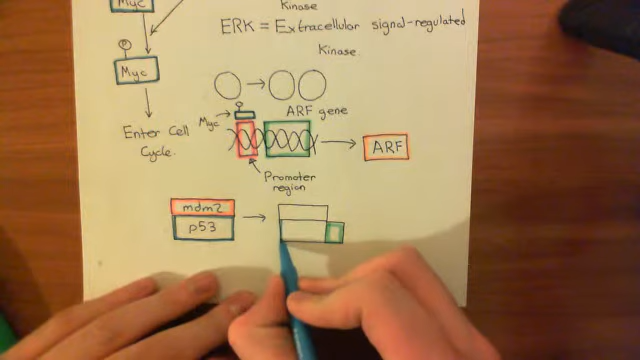 Myc
Kinase
ERK = Extracellular signal-regulated
Kinase.
P
Myc
Enter Cell
Cycle.
Myc
ARF gene
ARF
Promoter
region
mdm2
p53